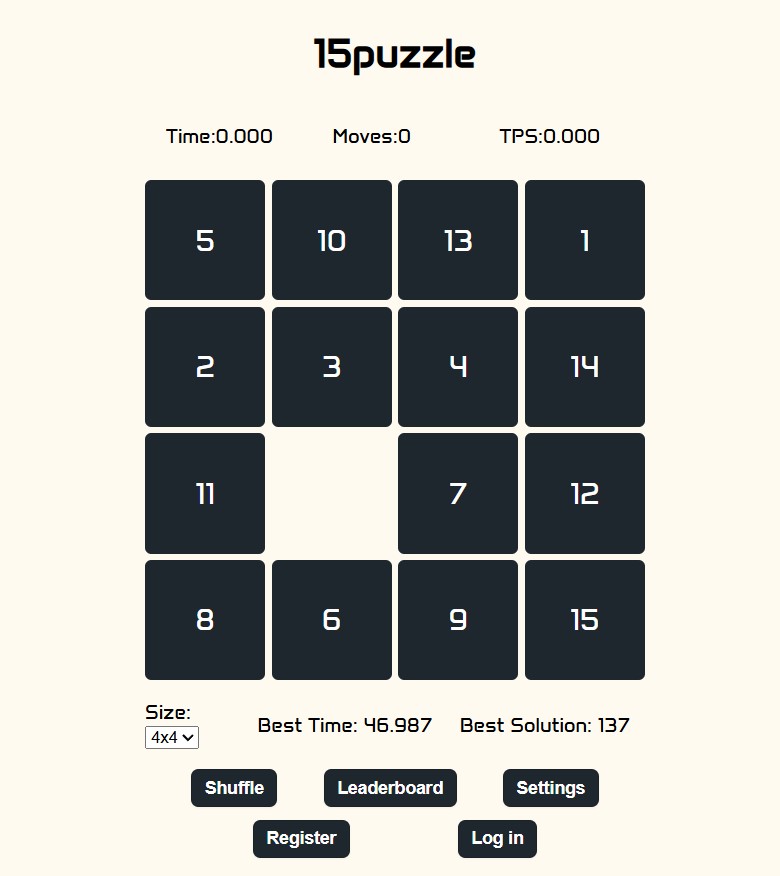 15puzzle
Time:0.000 Moves:0 TPS:0.000
5 10 13 1
2 3 4 14
11 7 12
8 6 9 15
Size:
4x4
Best Time: 46.987 Best Solution: 137
Shuffle Leaderboard Settings
Register Log in